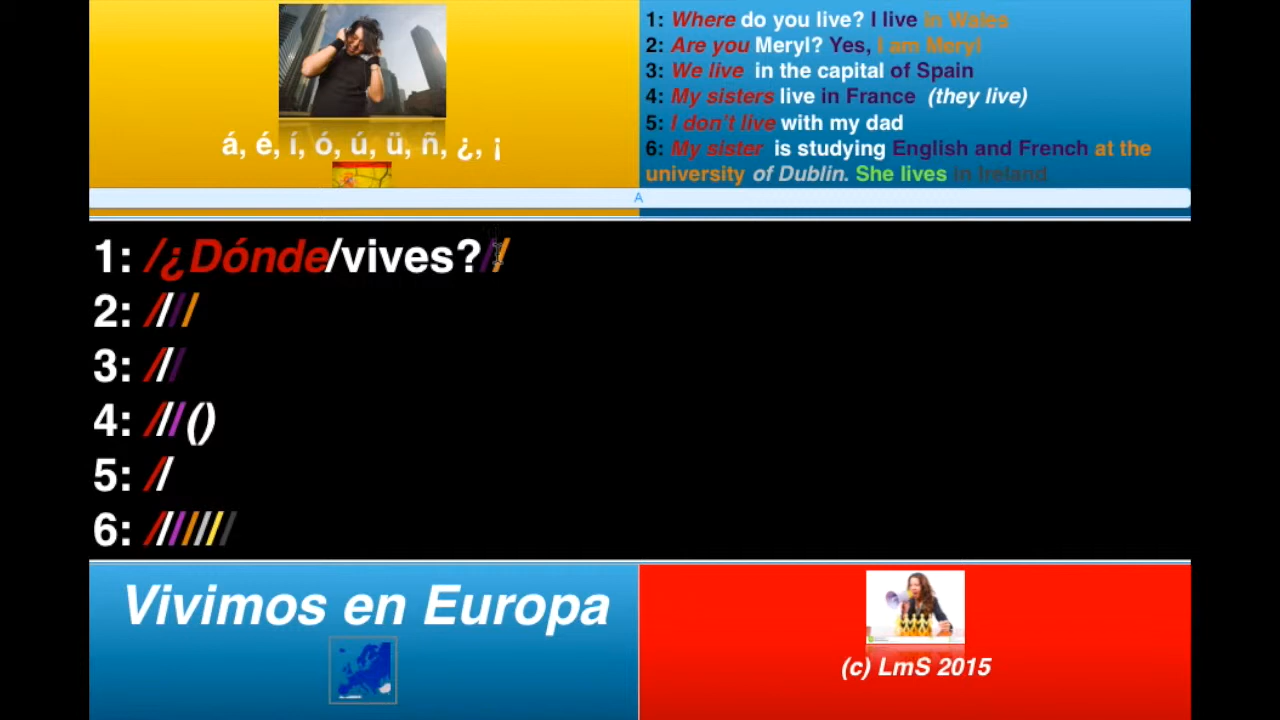 á, é, í, ó, ú, ü, ñ, ¿, ¡
1: Where do you live? I live in Wales
2: Are you Meryl? Yes, I am Meryl
3: We live in the capital of Spain
4: My sisters live in France (they live)
5: I don't live with my dad
6: My sister is studying English and French at the
university of Dublin. She lives in Ireland
A
1: /¿Dónde/vives?//
2: ////
3: ///
4: ///()
5: //
6: ///////
Vivimos en Europa
(c) LmS 2015